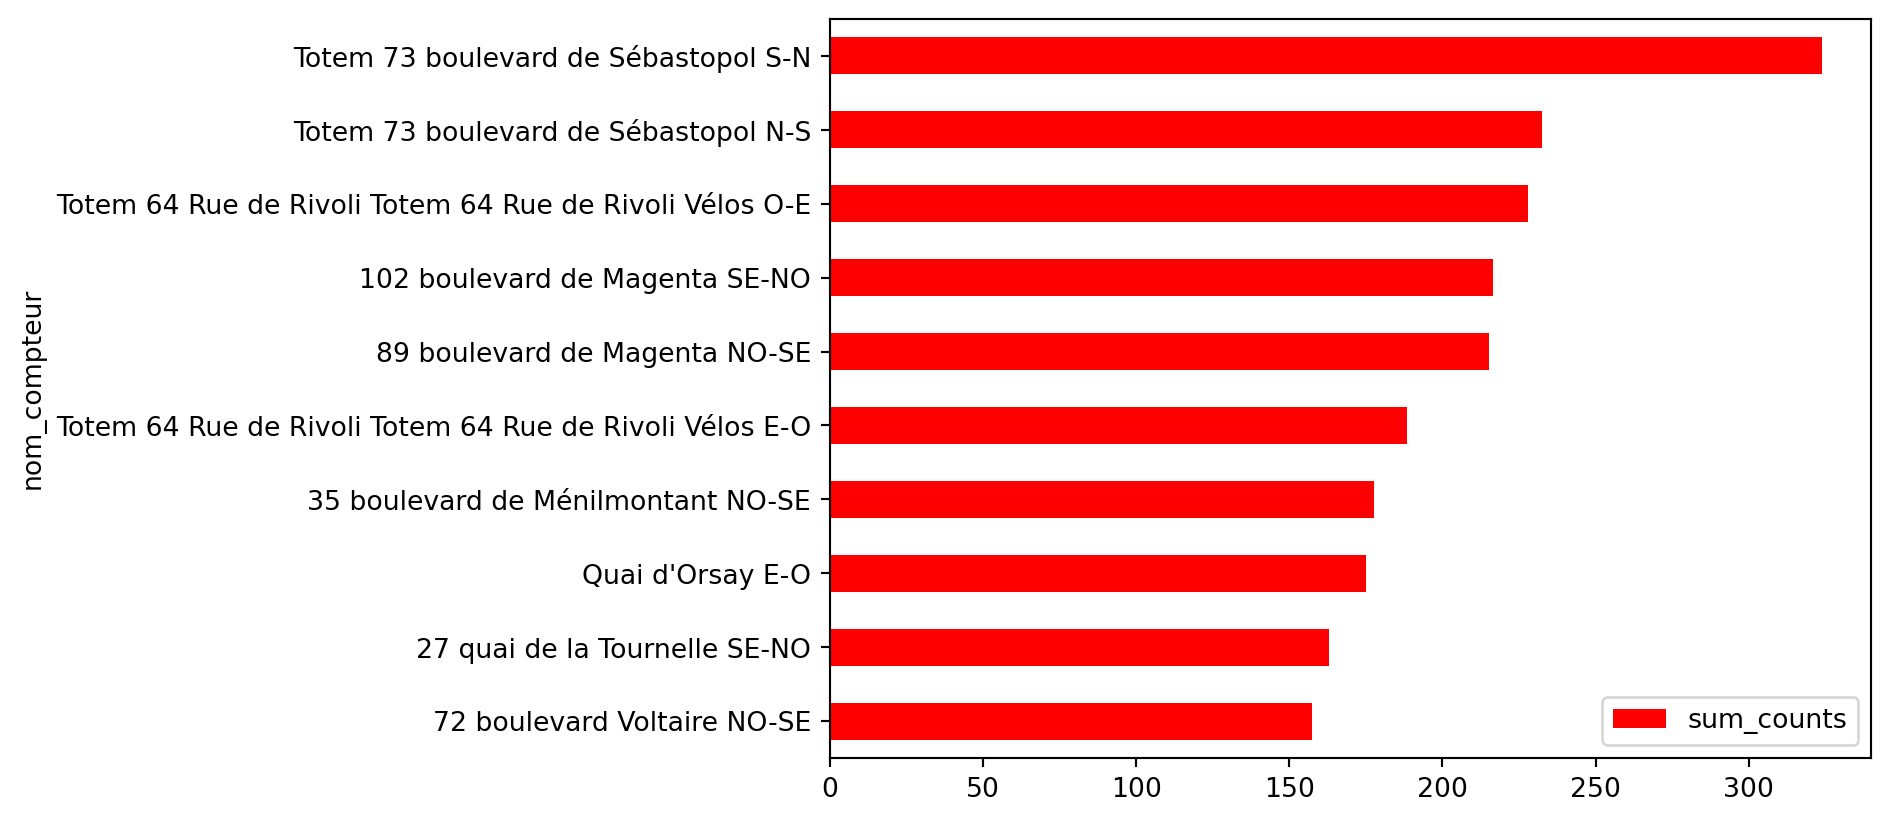 Totem 73 boulevard de Sébastopol S-N
Totem 73 boulevard de Sébastopol N-S
Totem 64 Rue de Rivoli Totem 64 Rue de Rivoli Vélos O-E
102 boulevard de Magenta SE-NO
89 boulevard de Magenta NO-SE
Totem 64 Rue de Rivoli Totem 64 Rue de Rivoli Vélos E-O
35 boulevard de Ménilmontant NO-SE
Quai d'Orsay E-O
27 quai de la Tournelle SE-NO
72 boulevard Voltaire NO-SE
nom_compteur
sum_counts
0 50 100 150 200 250 300